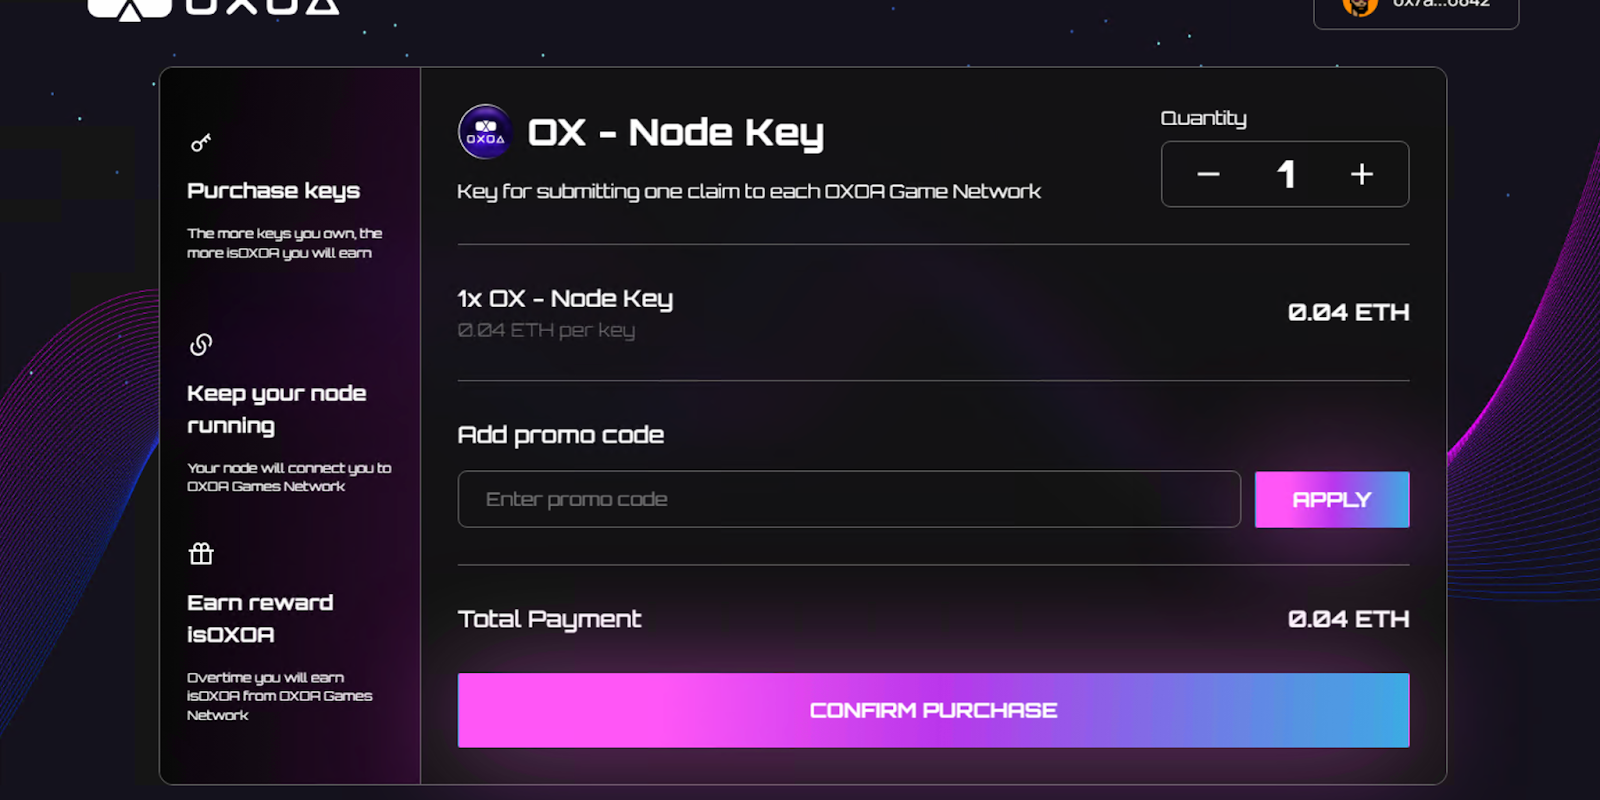 OXOA
0x7a...6842
Purchase keys
The more keys you own, the
more isOXOA you will earn
Keep your node
running
Your node will connect you to
OXOA Games Network
Earn reward
isOXOA
Overtime you will earn
isOXOA from OXOA Games
Network
OXOA
OX - Node Key
Key for submitting one claim to each OXOA Game Network
Quantity
− 1 +
1x OX - Node Key
0.04 ETH per key
0.04 ETH
Add promo code
Enter promo code
APPLY
Total Payment
0.04 ETH
CONFIRM PURCHASE